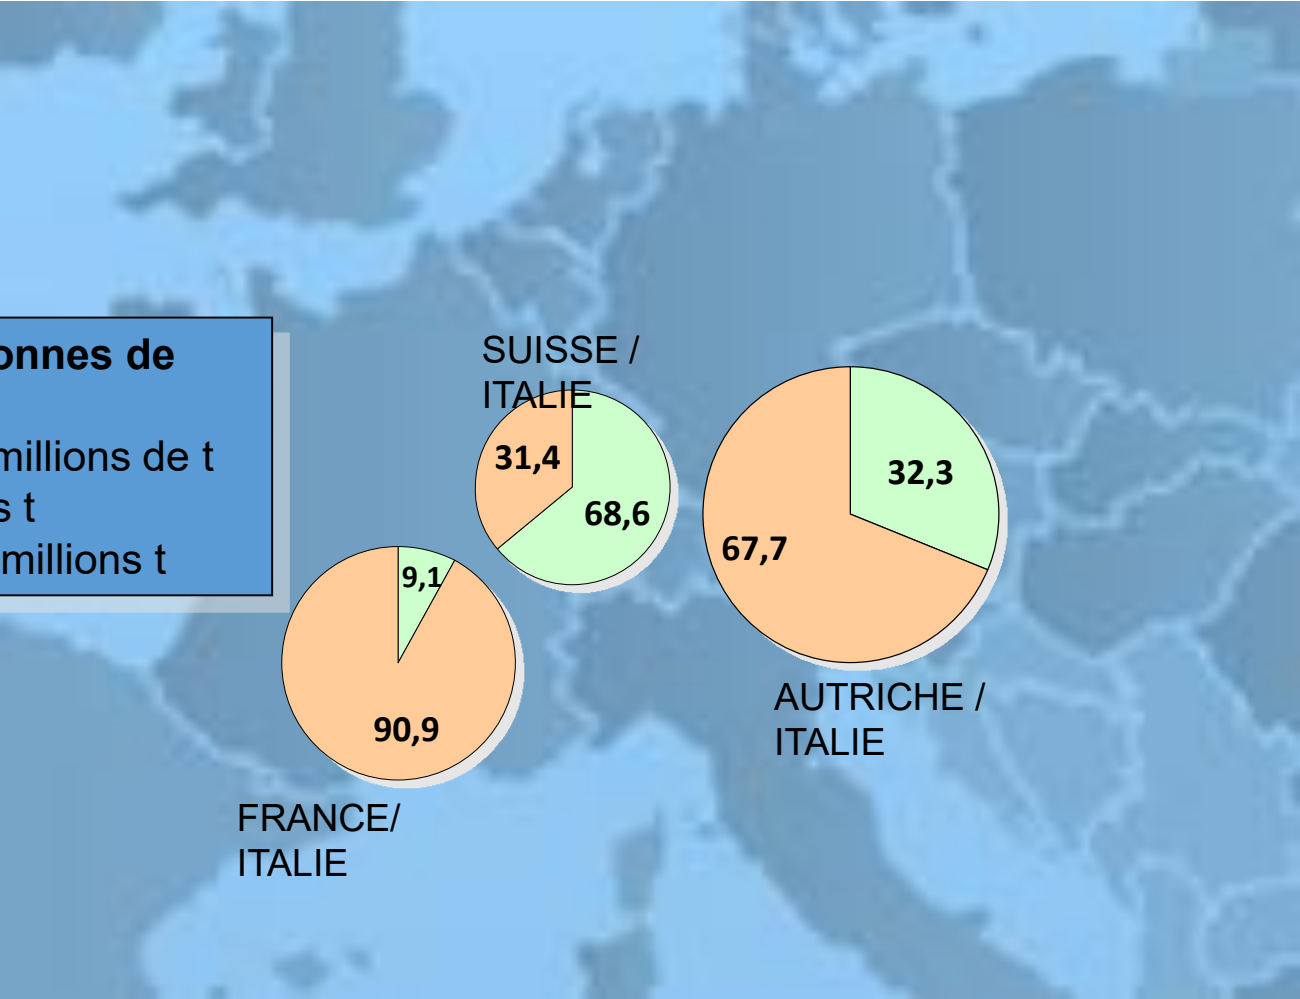 onnes de
millions de t
s t
millions t
SUISSE /
ITALIE
31,4
68,6
32,3
67,7
9,1
90,9
AUTRICHE /
ITALIE
FRANCE/
ITALIE